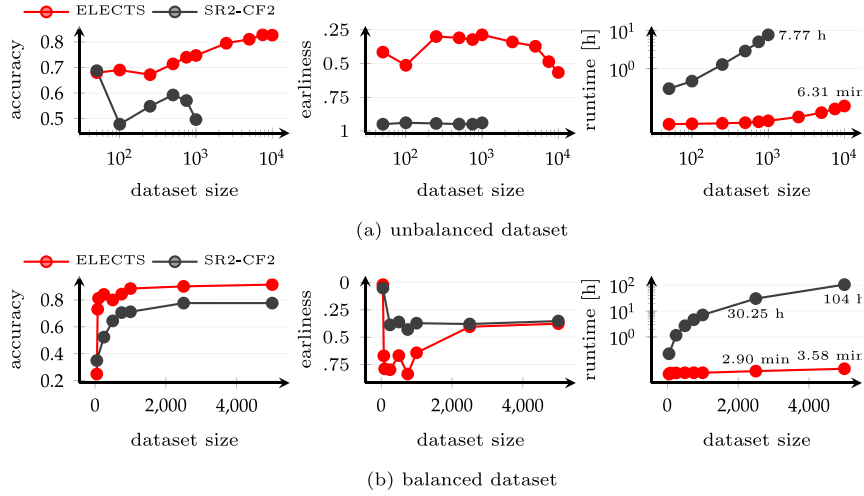 ELECTS SR2-CF2
accuracy
0.8
0.7
0.6
0.5
10^2 10^3 10^4
dataset size
earliness
.25
0.5
.75
1
10^2 10^3 10^4
dataset size
runtime [h]
10^1
10^0
7.77 h
6.31 min
10^2 10^3 10^4
dataset size
(a) unbalanced dataset
ELECTS SR2-CF2
accuracy
0.8
0.6
0.4
0.2
0 2,000 4,000
dataset size
earliness
0
.25
0.5
.75
0 2,000 4,000
dataset size
runtime [h]
10^2
10^1
10^0
30.25 h
104 h
2.90 min
3.58 min
0 2,000 4,000
dataset size
(b) balanced dataset